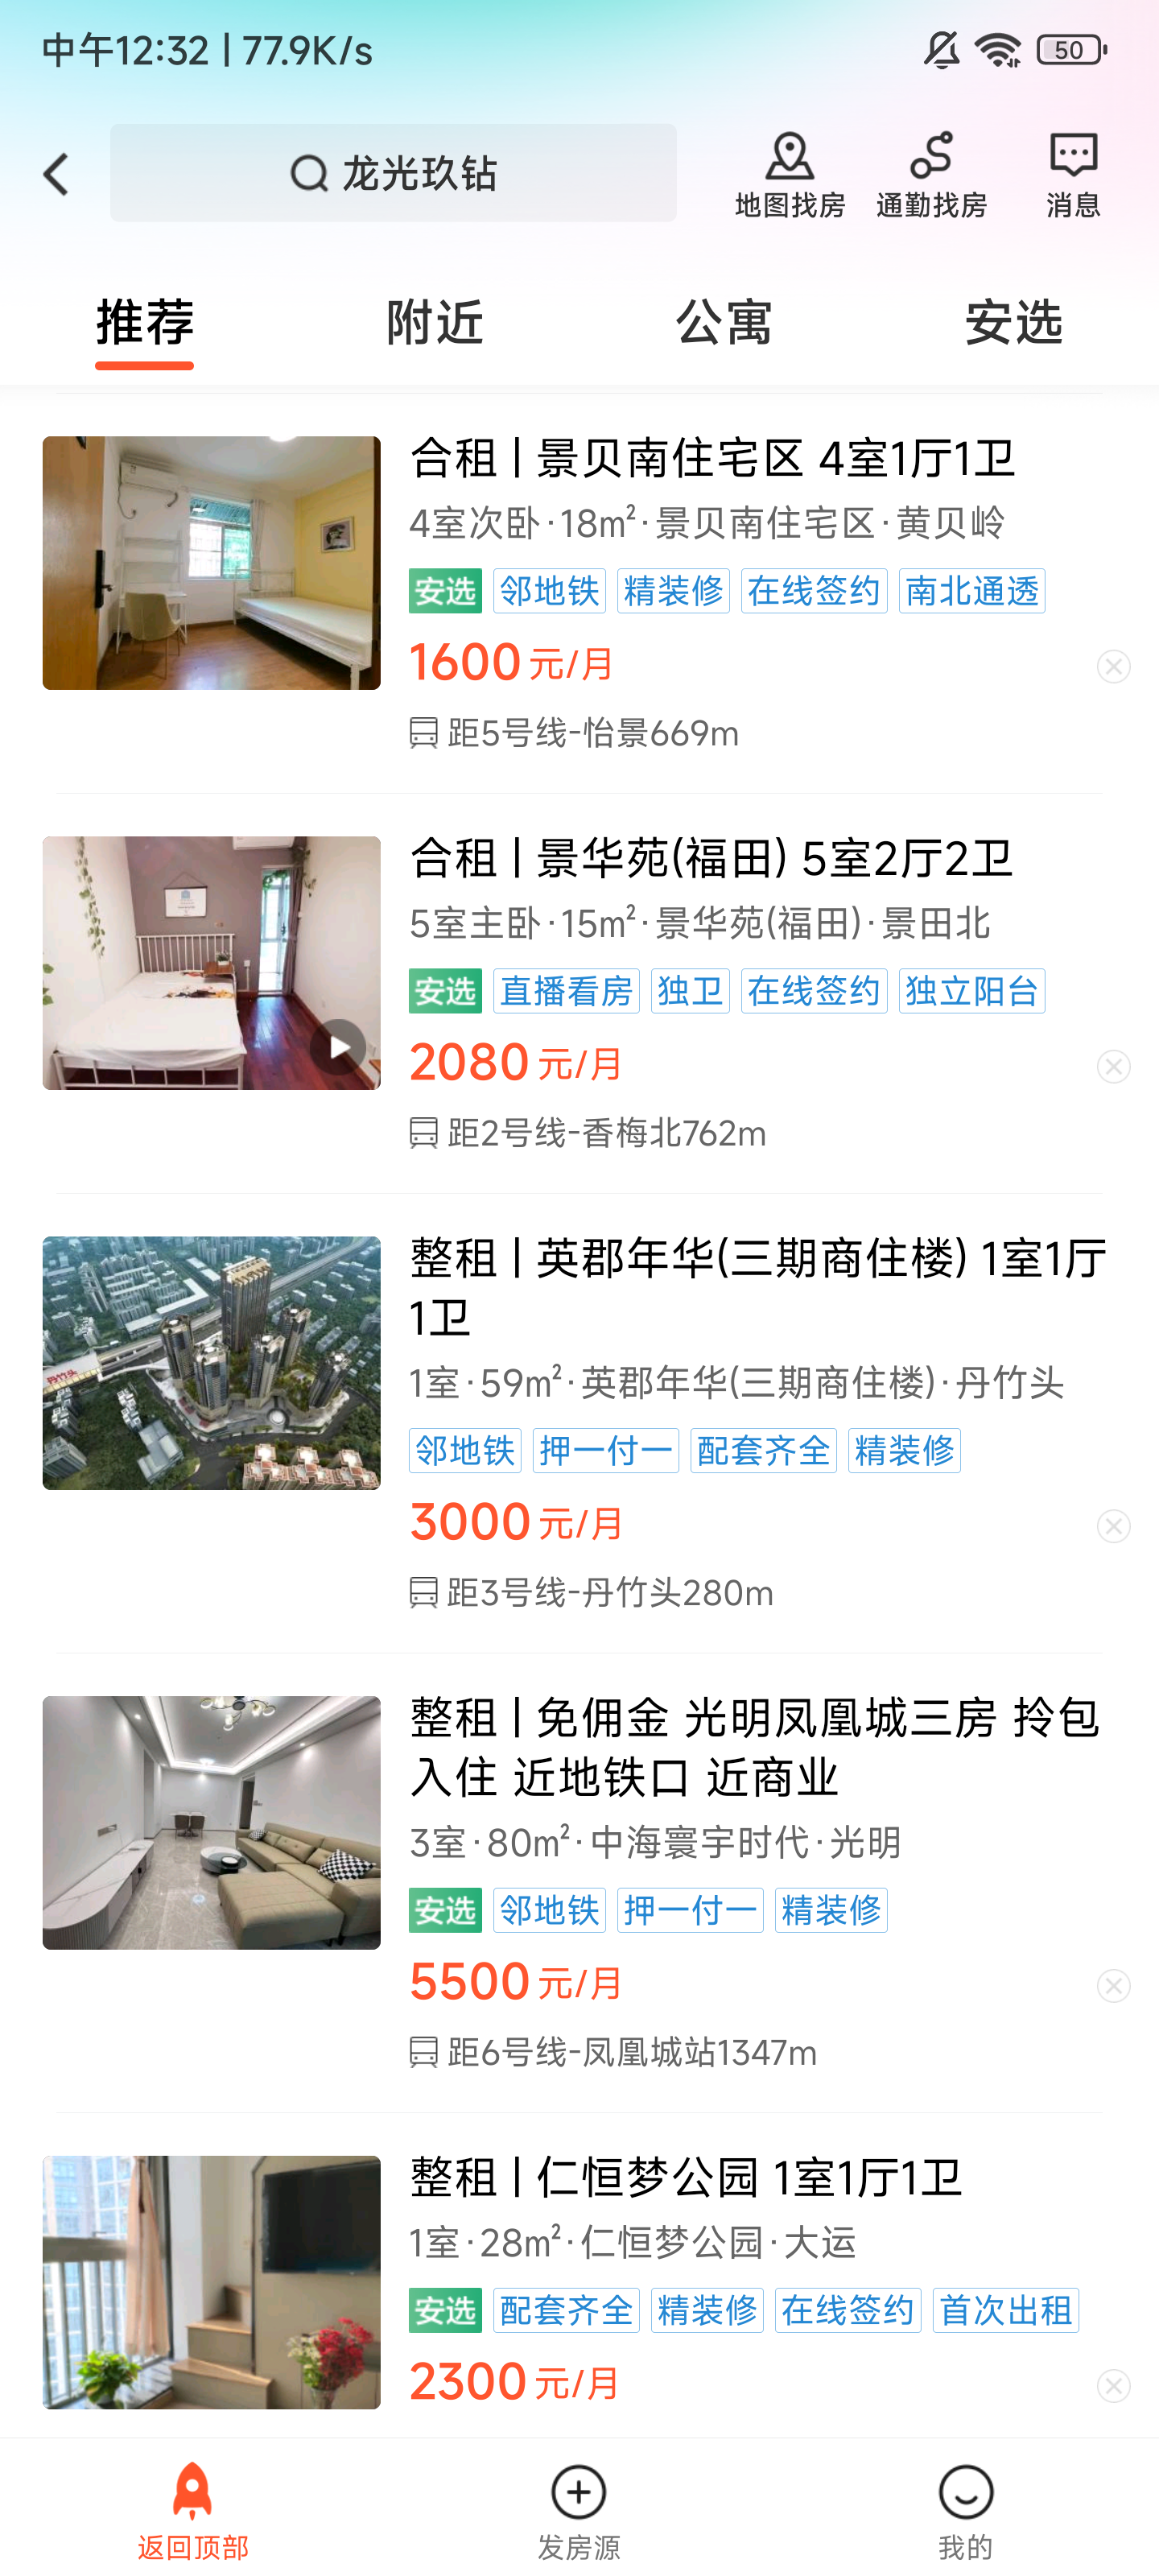 中午12:32 | 77.9K/s
50
龙光玖钻
地图找房
通勤找房
消息
推荐
附近
公寓
安选
合租 | 景贝南住宅区 4室1厅1卫
4室次卧·18m²·景贝南住宅区·黄贝岭
安选 邻地铁 精装修 在线签约 南北通透
1600 元/月
距5号线-怡景669m
合租 | 景华苑(福田) 5室2厅2卫
5室主卧·15m²·景华苑(福田)·景田北
安选 直播看房 独卫 在线签约 独立阳台
2080 元/月
距2号线-香梅北762m
丹竹头
整租 | 英郡年华(三期商住楼) 1室1厅
1卫
1室·59m²·英郡年华(三期商住楼)·丹竹头
邻地铁 押一付一 配套齐全 精装修
3000 元/月
距3号线-丹竹头280m
整租 | 免佣金 光明凤凰城三房 拎包
入住 近地铁口 近商业
3室·80m²·中海寰宇时代·光明
安选 邻地铁 押一付一 精装修
5500 元/月
距6号线-凤凰城站1347m
整租 | 仁恒梦公园 1室1厅1卫
1室·28m²·仁恒梦公园·大运
安选 配套齐全 精装修 在线签约 首次出租
2300 元/月
返回顶部
发房源
我的